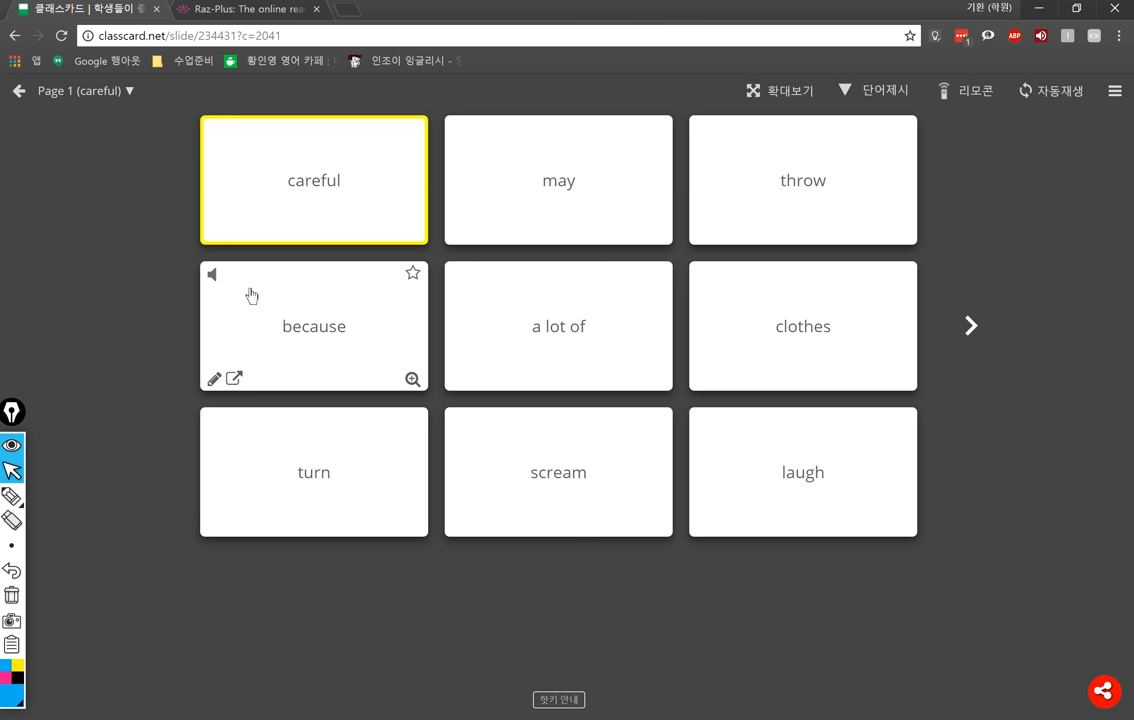 클래스카드 | 학생들이 
Raz-Plus: The online rea
기환 (학원)
classcard.net/slide/234431?c=2041
1
ABP
앱
Google 행아웃
수업준비
황인영 영어 카페 :
인조이 잉글리시 -
Page 1 (careful) ▼
확대보기
▼ 단어제시
리모콘
자동재생
careful
may
throw
because
a lot of
clothes
turn
scream
laugh
핫키 안내